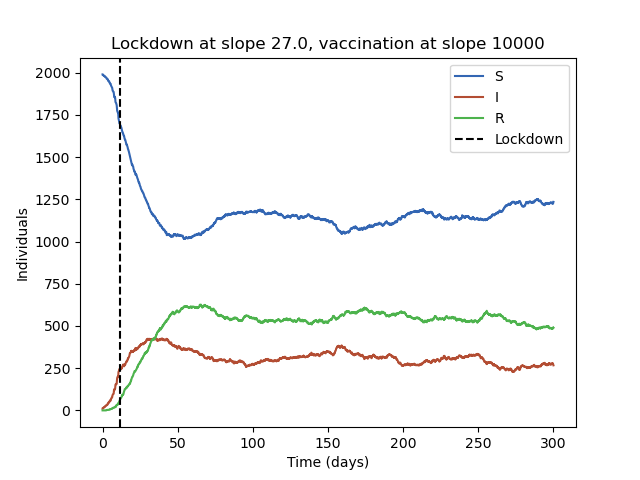 Lockdown at slope 27.0, vaccination at slope 10000
S
I
R
Lockdown
Individuals
2000
1750
1500
1250
1000
750
500
250
0
0 50 100 150 200 250 300
Time (days)